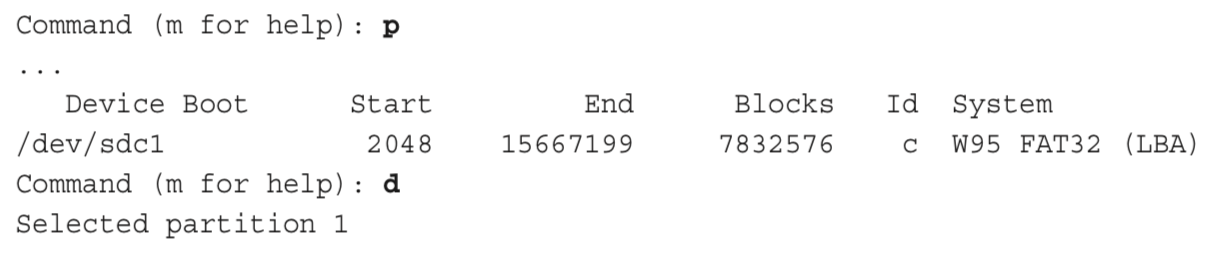 Command (m for help): p
...
   Device Boot      Start         End      Blocks   Id  System
/dev/sdc1            2048    15667199     7832576    c  W95 FAT32 (LBA)
Command (m for help): d
Selected partition 1